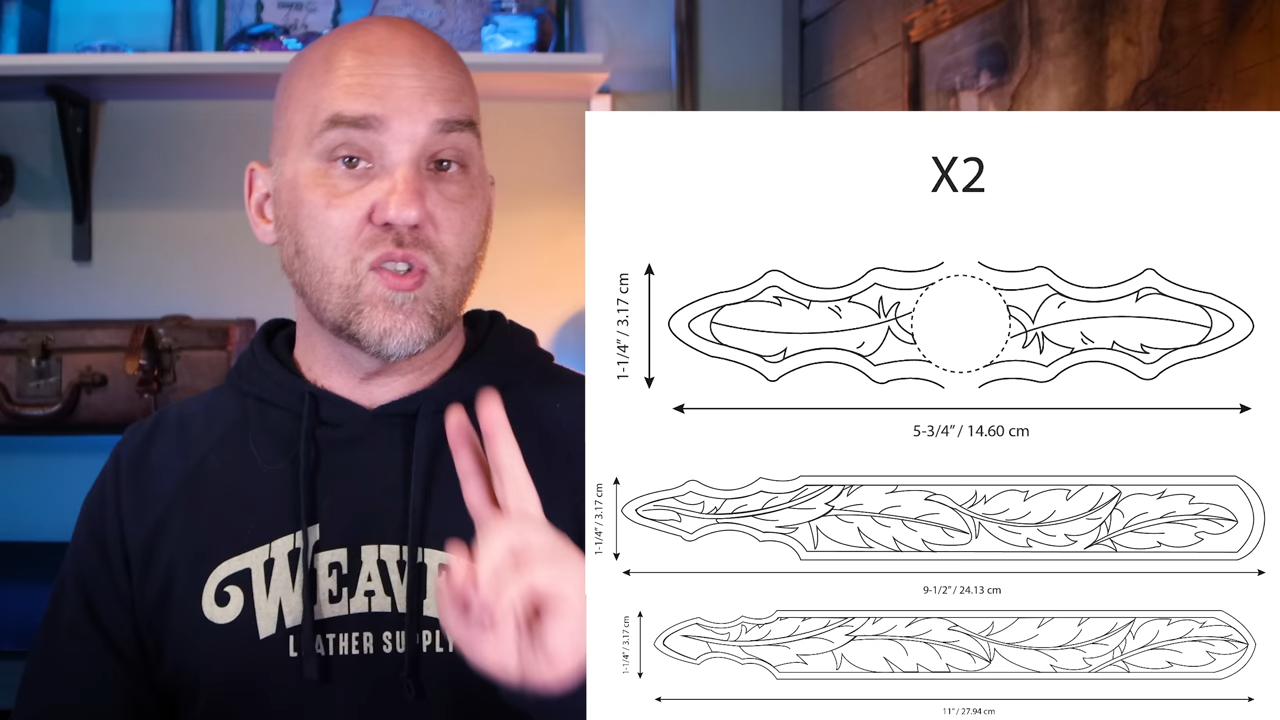 WEAVE
LEATHER SUPPLY
X2
1-1/4” / 3.17 cm
5-3/4” / 14.60 cm
1-1/4” / 3.17 cm
9-1/2” / 24.13 cm
1-1/4” / 3.17 cm
11” / 27.94 cm